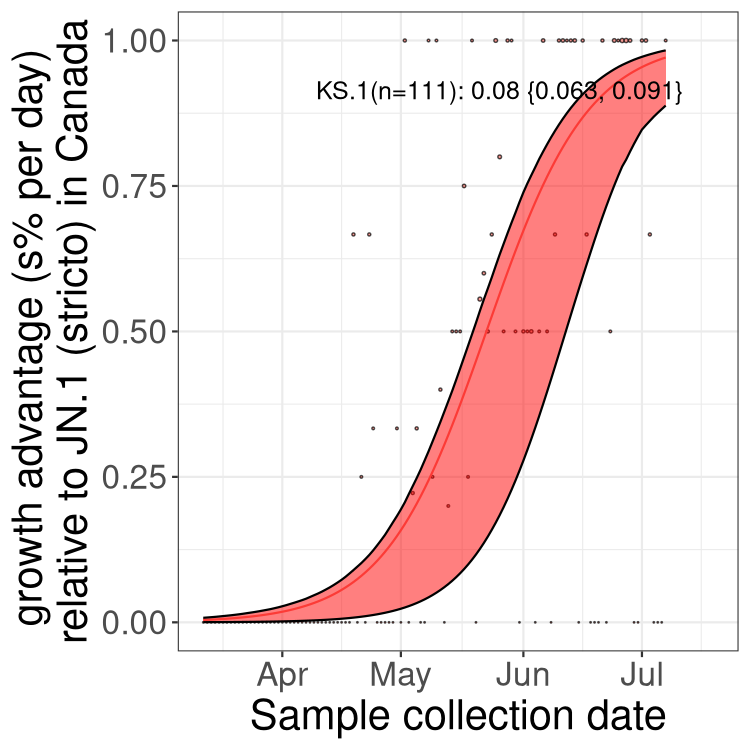 growth advantage (s% per day)
relative to JN.1 (stricto) in Canada
1.00
0.75
0.50
0.25
0.00
KS.1(n=111): 0.08 {0.063, 0.091}
Apr May Jun Jul
Sample collection date